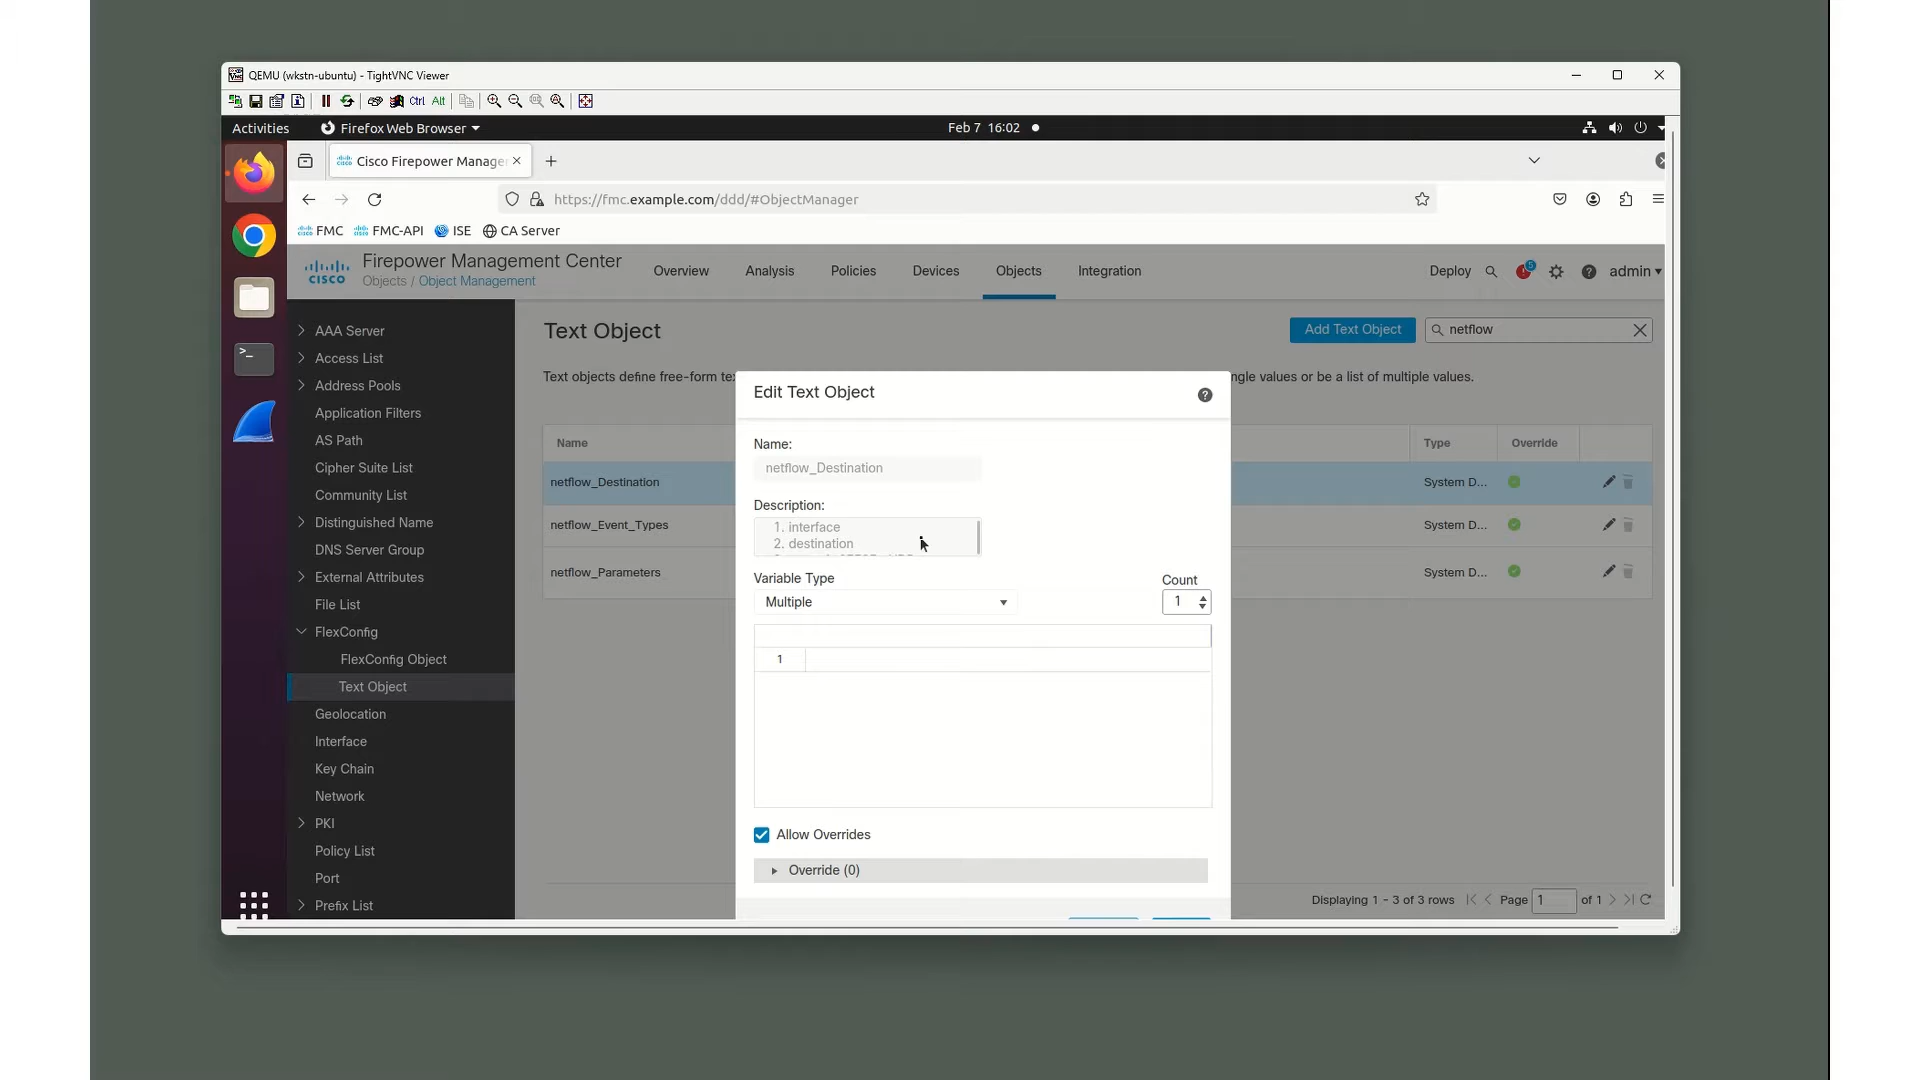 QEMU (wkstn-ubuntu) - TightVNC Viewer
Ctrl Alt
Activities
Firefox Web Browser
Feb 7 16:02
Cisco Firepower Manage
https://fmc.example.com/ddd/#ObjectManager
FMC
FMC-API
ISE
CA Server
cisco
Firepower Management Center
Objects / Object Management
Overview
Analysis
Policies
Devices
Objects
Integration
Deploy
5
admin
AAA Server
Access List
Address Pools
Application Filters
AS Path
Cipher Suite List
Community List
Distinguished Name
DNS Server Group
External Attributes
File List
FlexConfig
FlexConfig Object
Text Object
Geolocation
Interface
Key Chain
Network
PKI
Policy List
Port
Prefix List
Text Object
Add Text Object
netflow
Text objects define free-form te
ngle values or be a list of multiple values.
Name
Type
Override
netflow_Destination
System D...
netflow_Event_Types
System D...
netflow_Parameters
System D...
Edit Text Object
Name:
netflow_Destination
Description:
1. interface
2. destination
Variable Type
Count
Multiple
1
1
Allow Overrides
Override (0)
Displaying 1 - 3 of 3 rows
Page 1 of 1